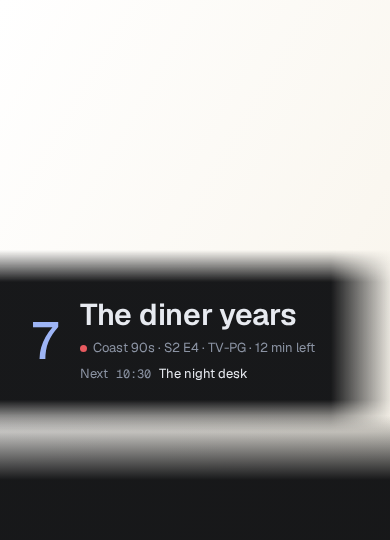 7
The diner years
Coast 90s · S2 E4 · TV-PG · 12 min left
Next 10:30 The night desk